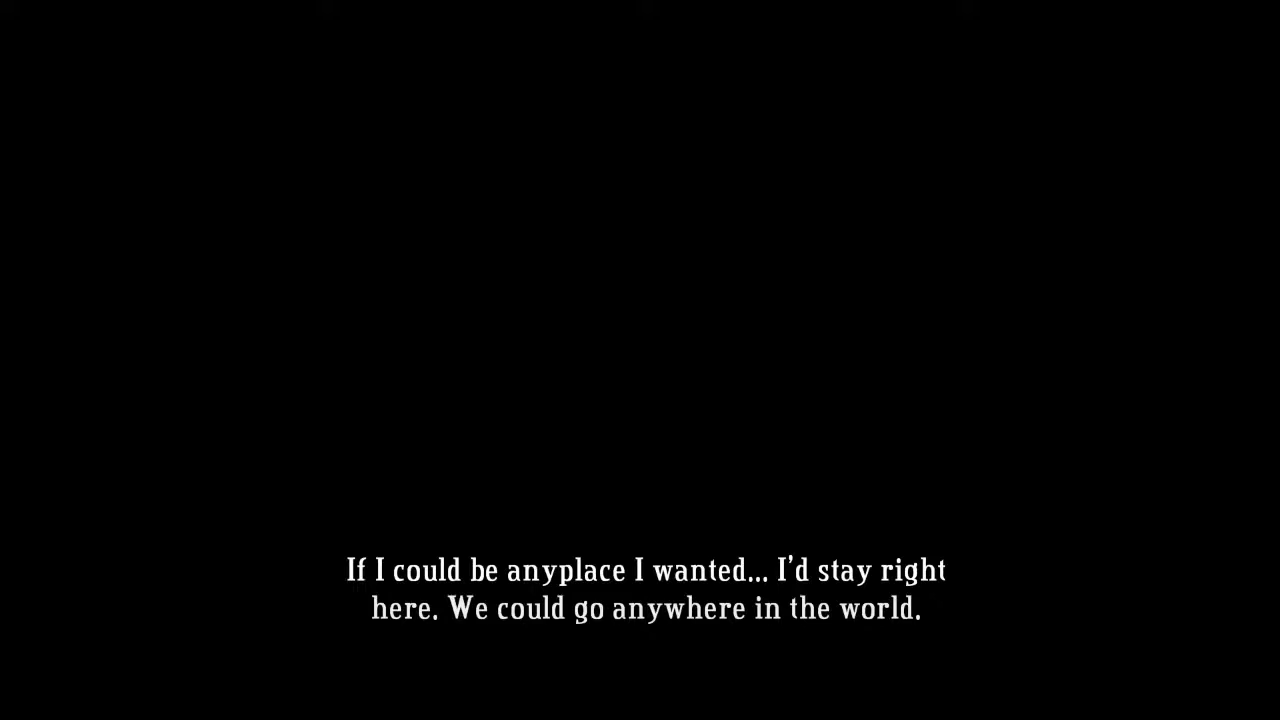 If I could be anyplace I wanted... I'd stay right
here. We could go anywhere in the world.